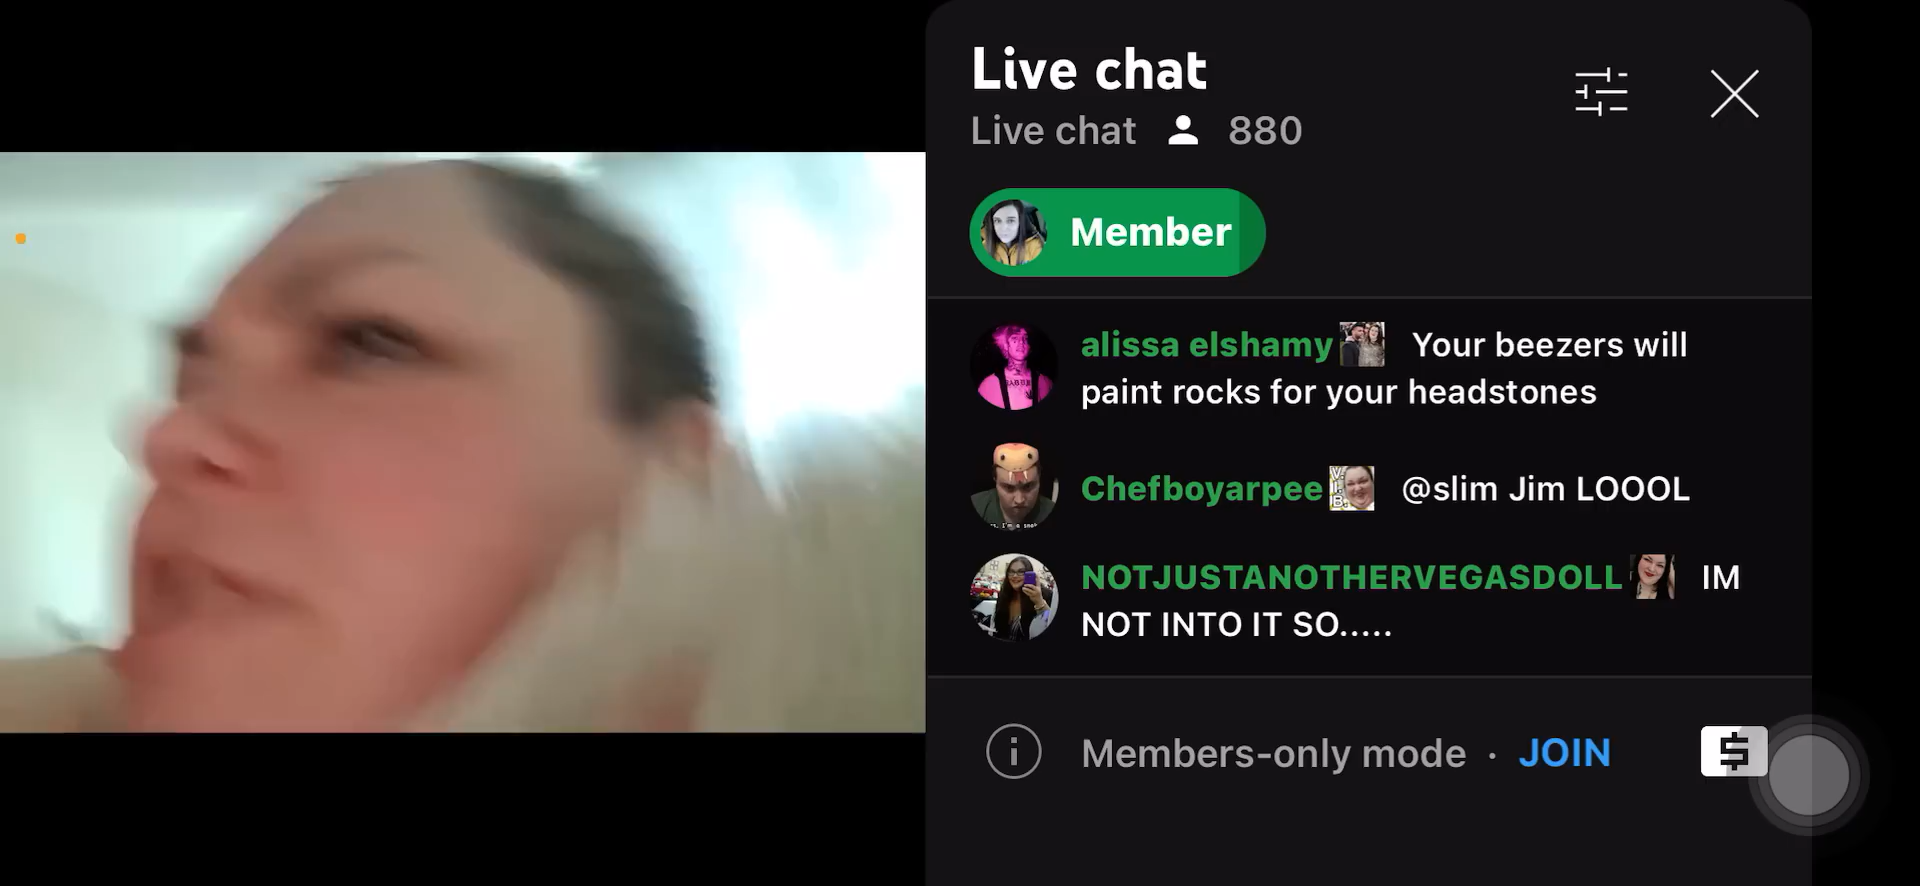 Live chat
Live chat 880
Member
alissa elshamy Your beezers will
paint rocks for your headstones
Chefboyarpee @slim Jim LOOOL
NOTJUSTANOTHERVEGASDOLL IM
NOT INTO IT SO.....
Members-only mode · JOIN